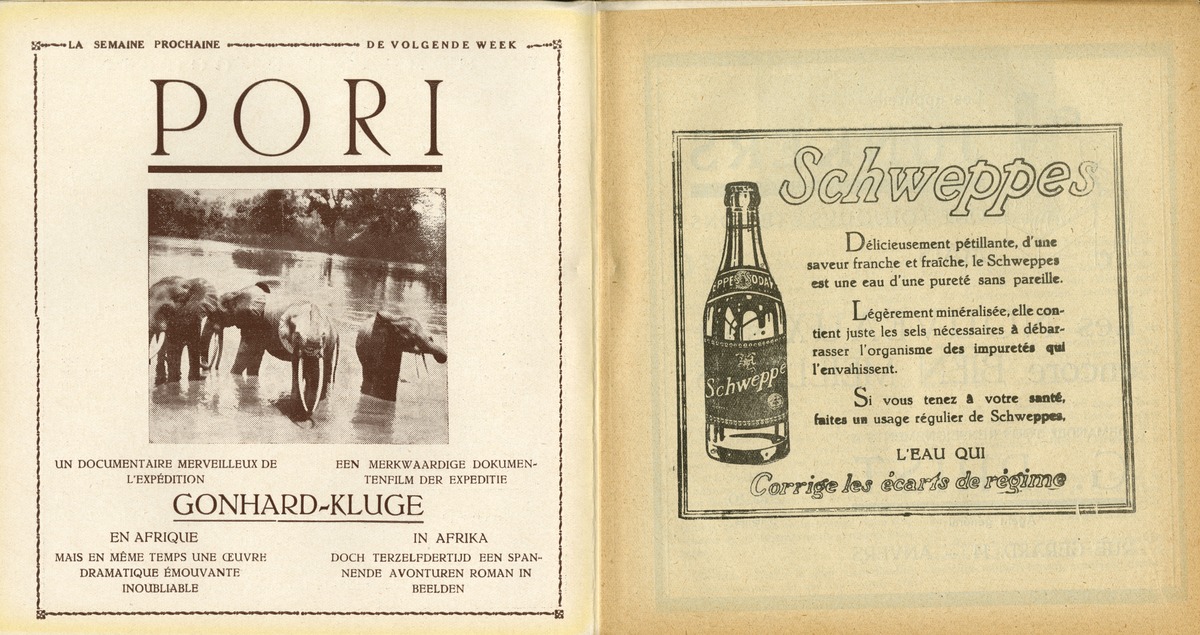 LA SEMAINE PROCHAINE
DE VOLGENDE WEEK
PORI
UN DOCUMENTAIRE MERVEILLEUX DE
L'EXPÉDITION
EEN MERKWAARDIGE DOKUMEN-
TENFILM DER EXPEDITIE
GONHARD-KLUGE
EN AFRIQUE
MAIS EN MÊME TEMPS UNE ŒUVRE
DRAMATIQUE ÉMOUVANTE
INOUBLIABLE
IN AFRIKA
DOCH TERZELFDERTIJD EEN SPAN-
NENDE AVONTUREN ROMAN IN
BEELDEN
Schweppes
Délicieusement pétillante, d'une
saveur franche et fraîche, le Schweppes
est une eau d'une pureté sans pareille.
Légèrement minéralisée, elle con-
tient juste les sels nécessaires à débar-
rasser l'organisme des impuretés qui
l'envahissent.
Si vous tenez à votre santé,
faites un usage régulier de Schweppes.
L'EAU QUI
Corrige les écarts de régime
EPPES SODA
Schweppe